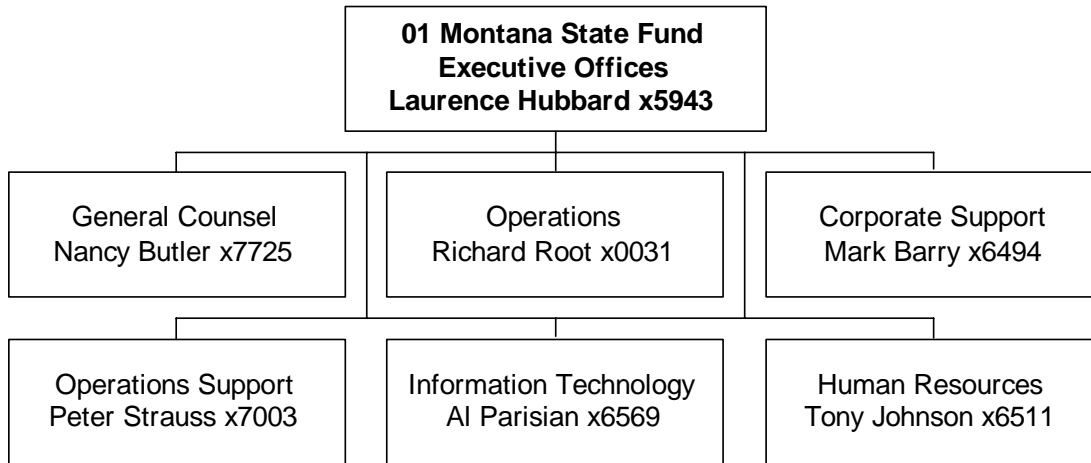 01 Montana State Fund
Executive Offices
Laurence Hubbard x5943
General Counsel
Nancy Butler x7725
Operations
Richard Root x0031
Corporate Support
Mark Barry x6494
Operations Support
Peter Strauss x7003
Information Technology
Al Parisian x6569
Human Resources
Tony Johnson x6511